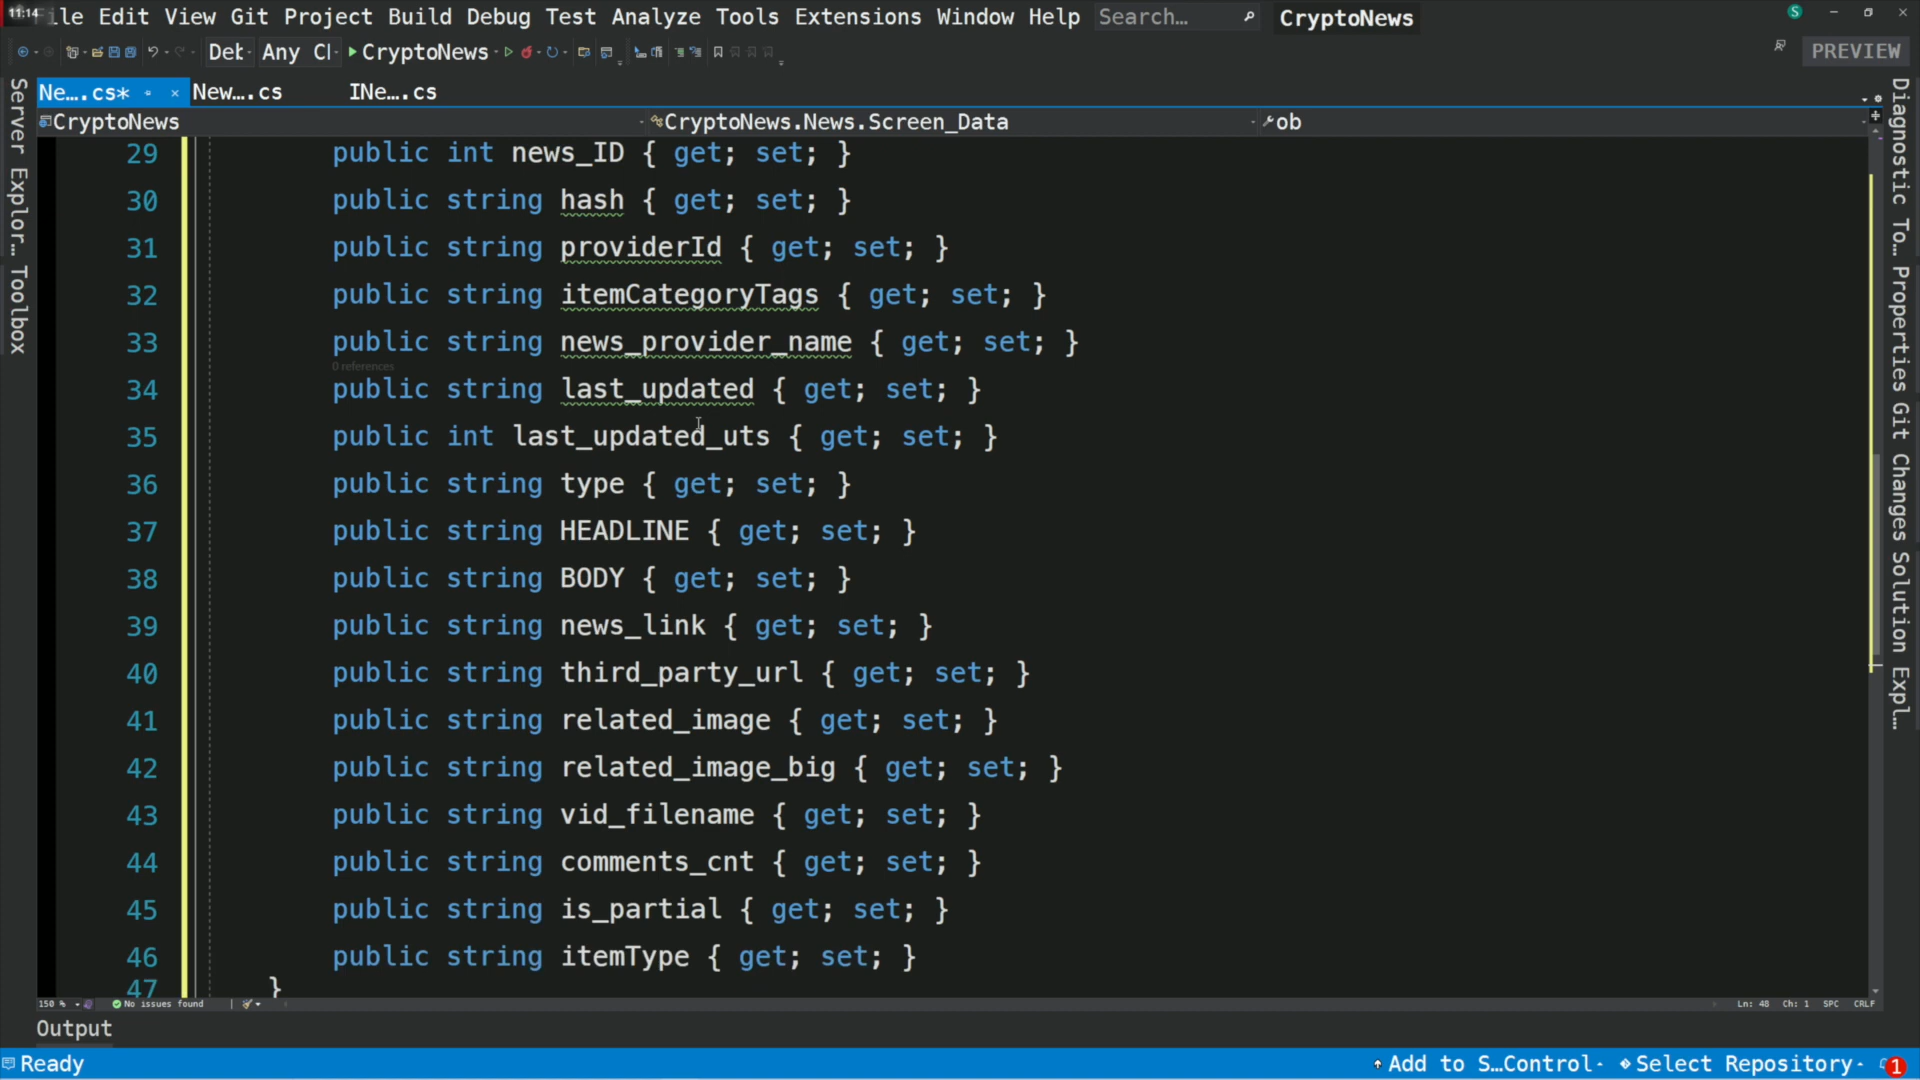 11:14 File Edit View Git Project Build Debug Test Analyze Tools Extensions Window Help Search... CryptoNews S
Det Any Cl CryptoNews PREVIEW
Ne....cs* New....cs INe....cs
CryptoNews CryptoNews.News.Screen_Data ob
29 public int news_ID { get; set; }
30 public string hash { get; set; }
31 public string providerId { get; set; }
32 public string itemCategoryTags { get; set; }
33 public string news_provider_name { get; set; }
0 references
34 public string last_updated { get; set; }
35 public int last_updated_uts { get; set; }
36 public string type { get; set; }
37 public string HEADLINE { get; set; }
38 public string BODY { get; set; }
39 public string news_link { get; set; }
40 public string third_party_url { get; set; }
41 public string related_image { get; set; }
42 public string related_image_big { get; set; }
43 public string vid_filename { get; set; }
44 public string comments_cnt { get; set; }
45 public string is_partial { get; set; }
46 public string itemType { get; set; }
47 }
150 % No issues found Ln: 48 Ch: 1 SPC CRLF
Output
Ready Add to S...Control Select Repository 1
Server Explor... Toolbox
Diagnostic To... Properties Git Changes Solution Expl...